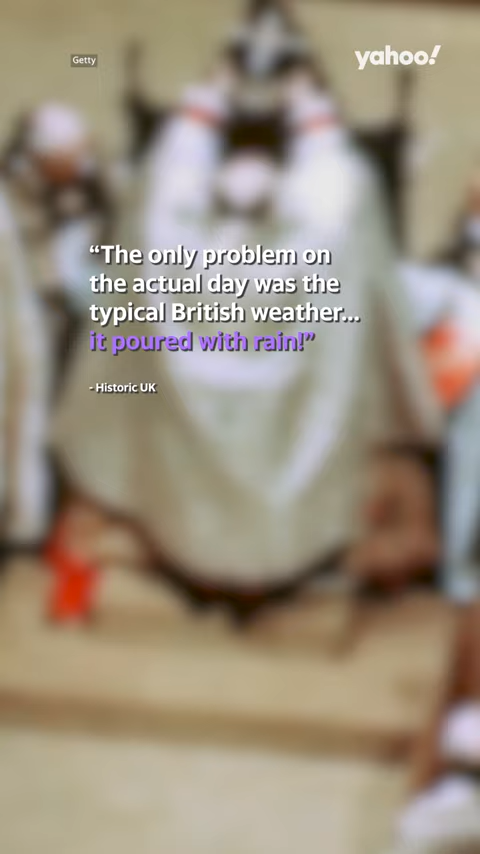 Getty
yahoo!
“The only problem on
the actual day was the
typical British weather...
it poured with rain!”
- Historic UK